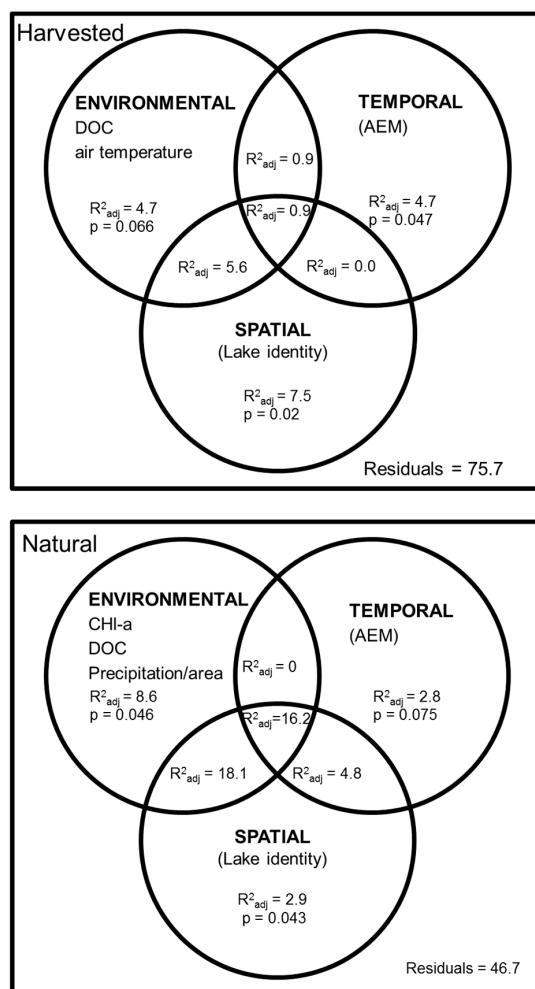 Harvested
ENVIRONMENTAL
DOC
air temperature
R²adj = 4.7
p = 0.066
TEMPORAL
(AEM)
R²adj = 4.7
p = 0.047
R²adj = 0.9
R²adj = 0.9
R²adj = 5.6
R²adj = 0.0
SPATIAL
(Lake identity)
R²adj = 7.5
p = 0.02
Residuals = 75.7
Natural
ENVIRONMENTAL
CHl-a
DOC
Precipitation/area
R²adj = 8.6
p = 0.046
TEMPORAL
(AEM)
R²adj = 2.8
p = 0.075
R²adj = 0
R²adj =16.2
R²adj = 18.1
R²adj = 4.8
SPATIAL
(Lake identity)
R²adj = 2.9
p = 0.043
Residuals = 46.7